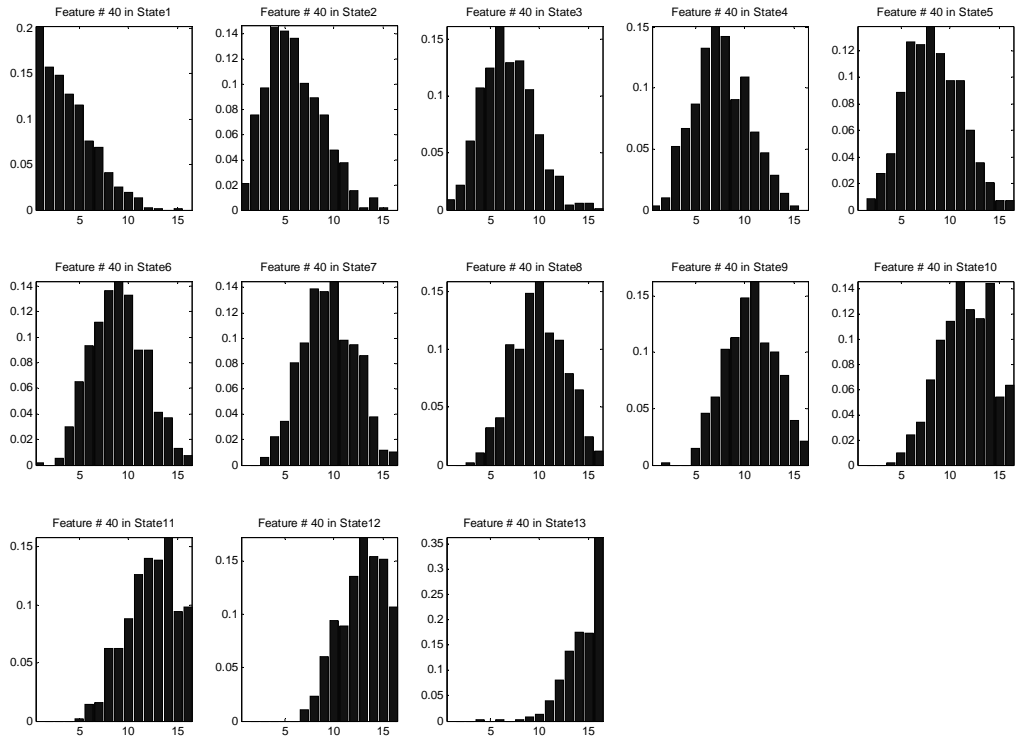 Feature # 40 in State1
0.2
0.15
0.1
0.05
0
5 10 15
Feature # 40 in State2
0.14
0.12
0.1
0.08
0.06
0.04
0.02
0
5 10 15
Feature # 40 in State3
0.15
0.1
0.05
0
5 10 15
Feature # 40 in State4
0.15
0.1
0.05
0
5 10 15
Feature # 40 in State5
0.12
0.1
0.08
0.06
0.04
0.02
0
5 10 15
Feature # 40 in State6
0.14
0.12
0.1
0.08
0.06
0.04
0.02
0
5 10 15
Feature # 40 in State7
0.14
0.12
0.1
0.08
0.06
0.04
0.02
0
5 10 15
Feature # 40 in State8
0.15
0.1
0.05
0
5 10 15
Feature # 40 in State9
0.15
0.1
0.05
0
5 10 15
Feature # 40 in State10
0.14
0.12
0.1
0.08
0.06
0.04
0.02
0
5 10 15
Feature # 40 in State11
0.15
0.1
0.05
0
5 10 15
Feature # 40 in State12
0.15
0.1
0.05
0
5 10 15
Feature # 40 in State13
0.35
0.3
0.25
0.2
0.15
0.1
0.05
0
5 10 15